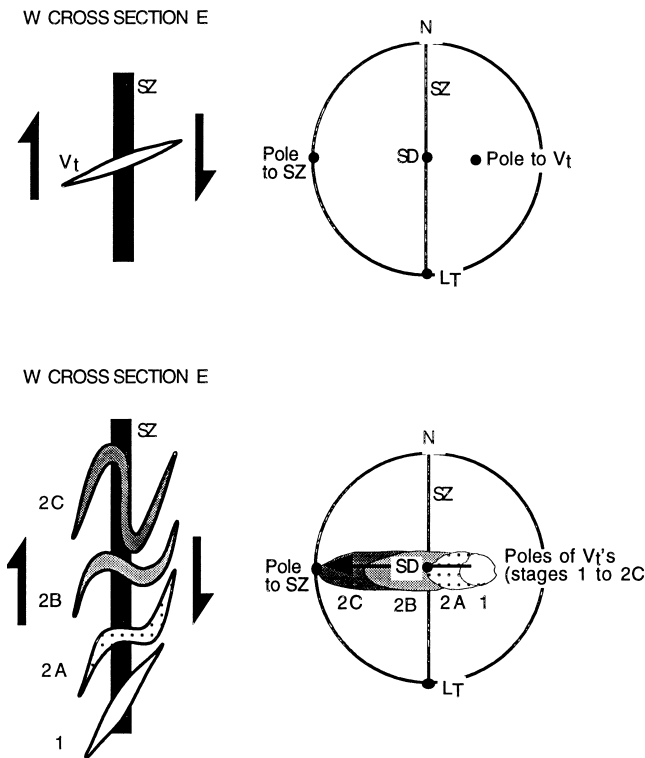 W CROSS SECTION E
SZ
Vt
N
SZ
Pole
to SZ
SD
Pole to Vt
LT
W CROSS SECTION E
SZ
2C
2B
2A
1
N
SZ
Pole
to SZ
SD
Poles of Vt's
(stages 1 to 2C
2C
2B
2A
1
LT